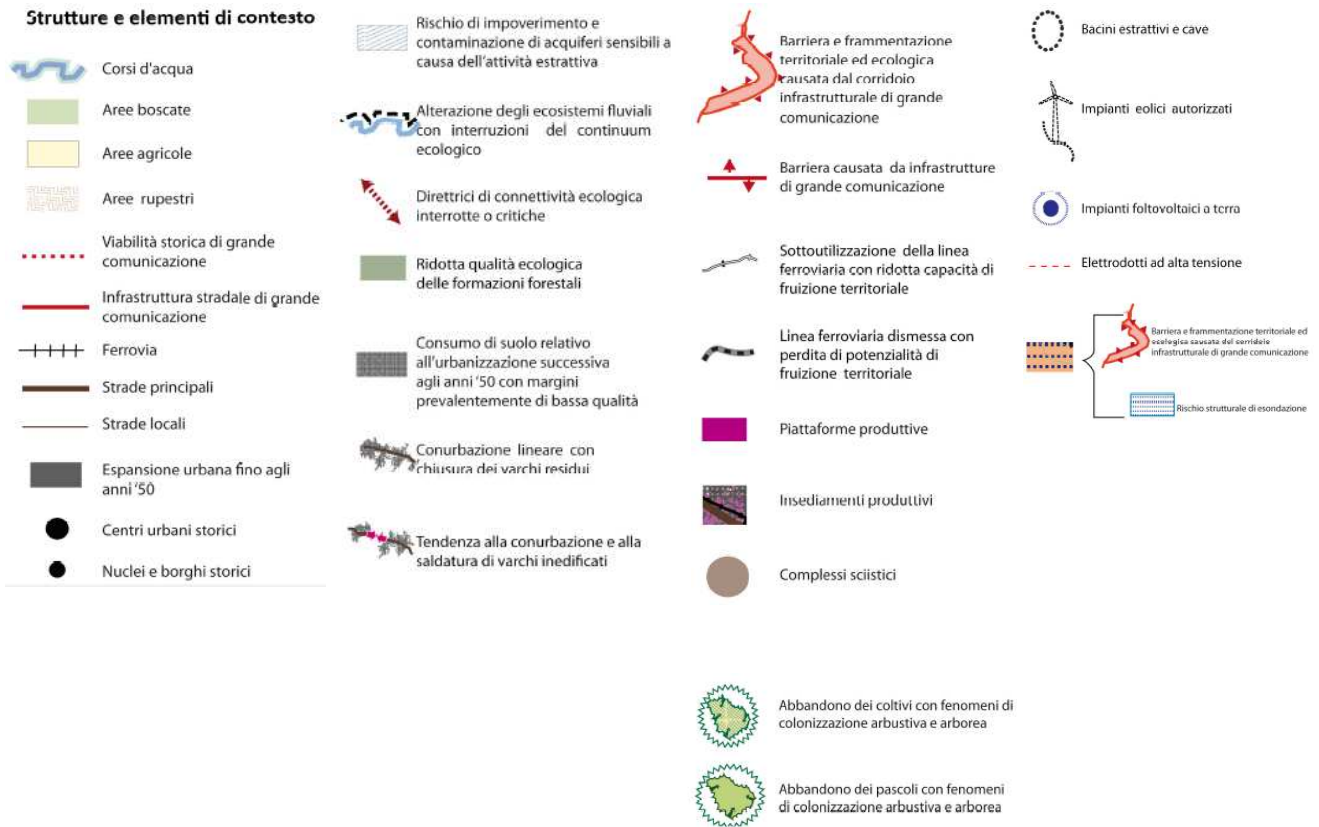 Strutture e elementi di contesto
Corsi d'acqua
Aree boscate
Aree agricole
Aree rupestri
Viabilità storica di grande
comunicazione
Infrastruttura stradale di grande
comunicazione
Ferrovia
Strade principali
Strade locali
Espansione urbana fino agli
anni '50
Centri urbani storici
Nuclei e borghi storici
Rischio di impoverimento e
contaminazione di acquiferi sensibili a
causa dell'attività estrattiva
Alterazione degli ecosistemi fluviali
con interruzioni del continuum
ecologico
Direttrici di connettività ecologica
interrotte o critiche
Ridotta qualità ecologica
delle formazioni forestali
Consumo di suolo relativo
all'urbanizzazione successiva
agli anni '50 con margini
prevalentemente di bassa qualità
Conurbazione lineare con
chiusura dei varchi residui
Tendenza alla conurbazione e alla
saldatura di varchi inedificati
Barriera e frammentazione
territoriale ed ecologica
causata dal corridoio
infrastrutturale di grande
comunicazione
Barriera causata da infrastrutture
di grande comunicazione
Sottoutilizzazione della linea
ferroviaria con ridotta capacità di
fruizione territoriale
Linea ferroviaria dismessa con
perdita di potenzialità di
fruizione territoriale
Piattaforme produttive
Insediamenti produttivi
Complessi sciistici
Abbandono dei coltivi con fenomeni di
colonizzazione arbustiva e arborea
Abbandono dei pascoli con fenomeni
di colonizzazione arbustiva e arborea
Bacini estrattivi e cave
Impianti eolici autorizzati
Impianti foltovoltaici a terra
Elettrodotti ad alta tensione
Barriera e frammentazione territoriale ed
ecologica causata dal corridoio
infrastrutturale di grande comunicazione
Rischio strutturale di esondazione